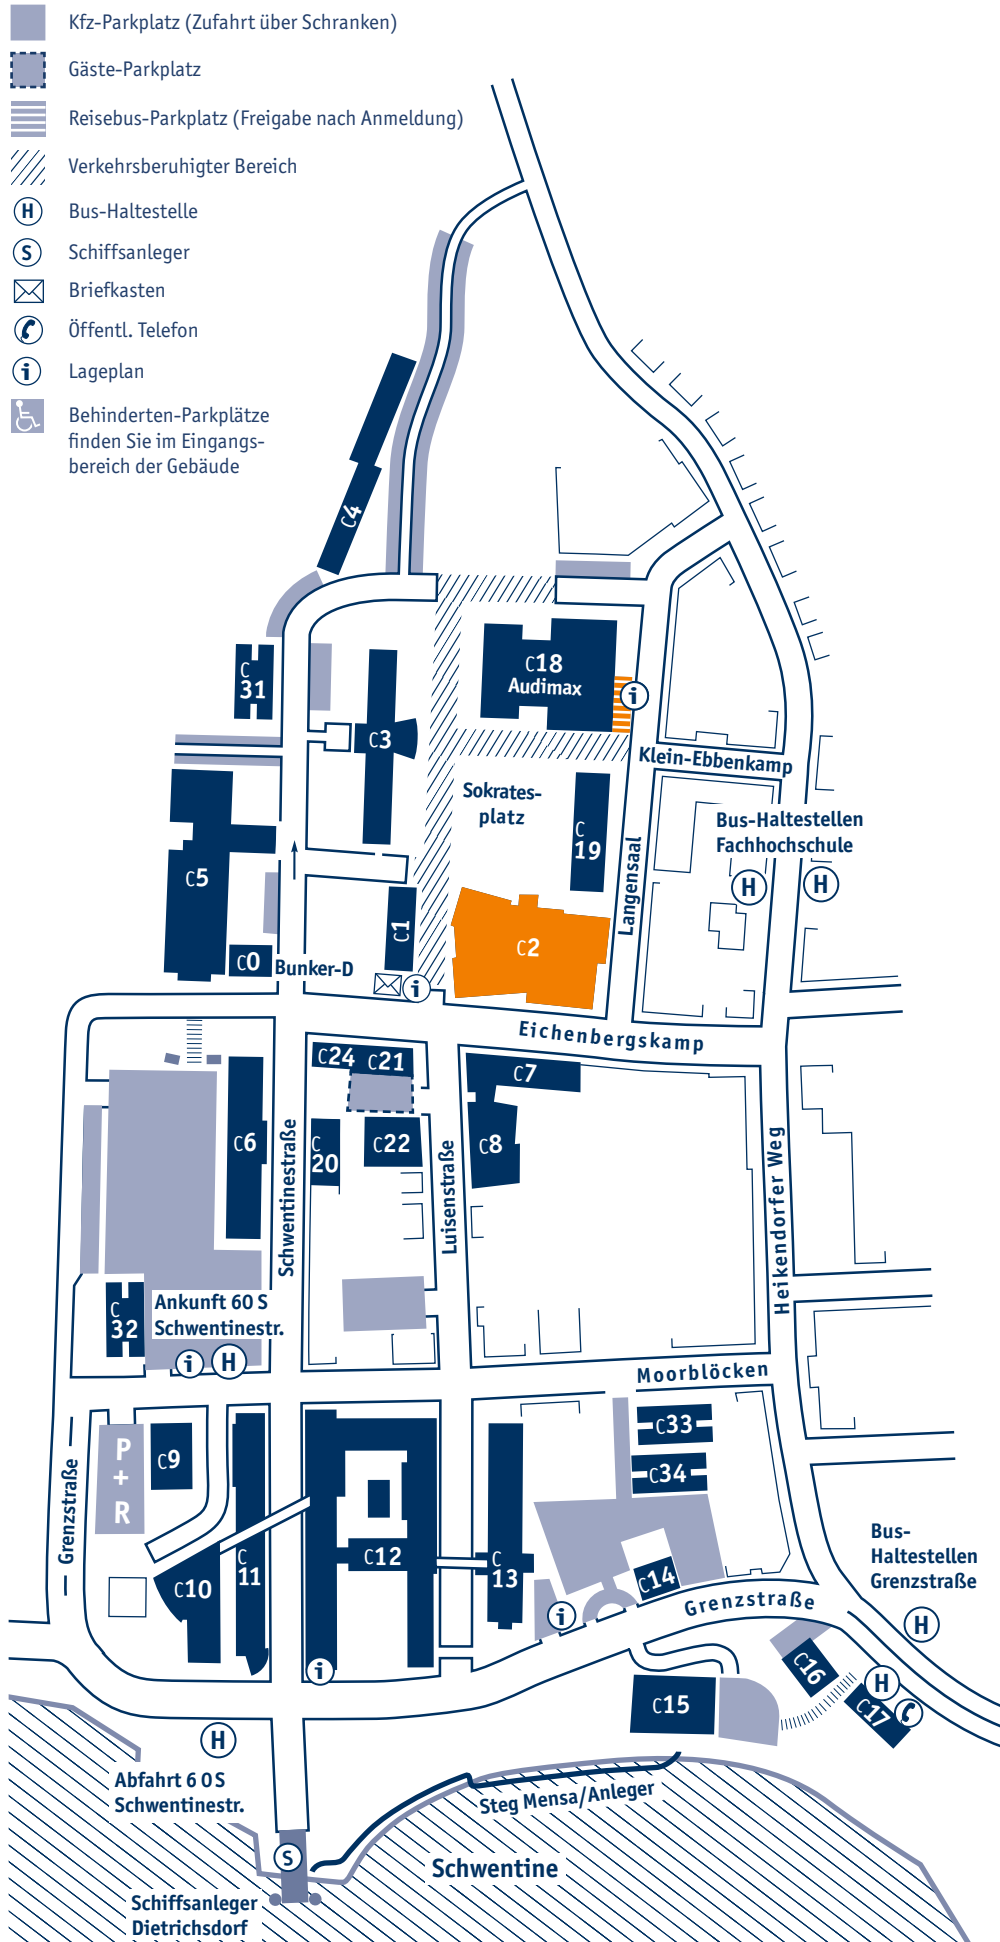 Kfz-Parkplatz (Zufahrt über Schranken)
Gäste-Parkplatz
Reisebus-Parkplatz (Freigabe nach Anmeldung)
Verkehrsberuhigter Bereich
H Bus-Haltestelle
S Schiffsanleger
Briefkasten
Öffentl. Telefon
i Lageplan
Behinderten-Parkplätze
finden Sie im Eingangs-
bereich der Gebäude
C4
C
31
C18
Audimax
i
C3
Klein-Ebbenkamp
Sokrates-
platz
C
19
Langensaal
Bus-Haltestellen
Fachhochschule
H
H
C5
C1
C2
C0
Bunker-D
i
Eichenbergskamp
C24
C21
C7
C6
Schwentinestraße
C
20
C22
Luisenstraße
C8
Heikendorfer Weg
C
32
Ankunft 60 S
Schwentinestr.
i
H
Moorblöcken
C33
C34
P
+
R
C9
Grenzstraße
C10
C
11
C12
C
13
C14
i
Grenzstraße
Bus-
Haltestellen
Grenzstraße
H
i
C15
C16
H
C17
H
Abfahrt 6 0 S
Schwentinestr.
Steg Mensa/Anleger
S
Schwentine
Schiffsanleger
Dietrichsdorf